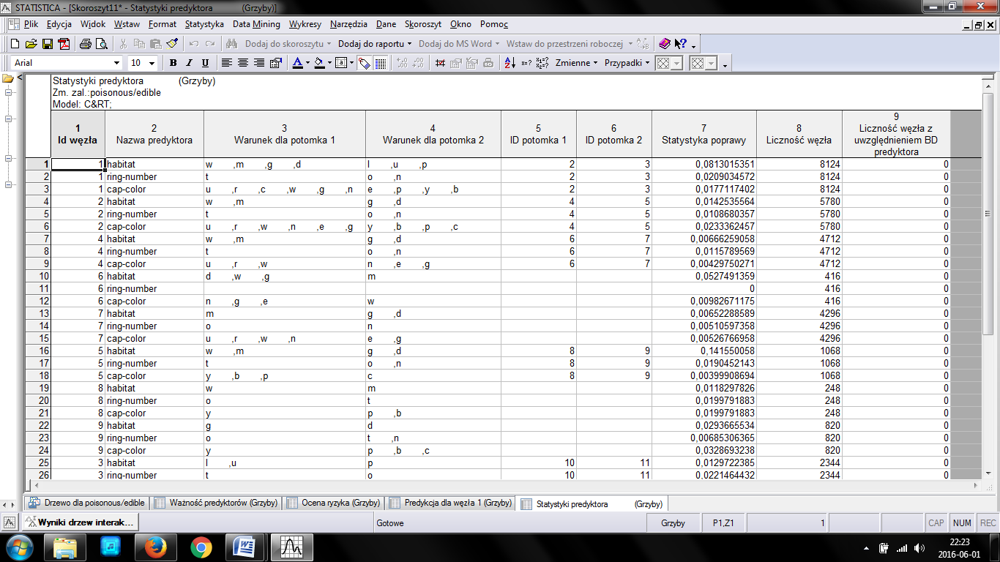 STATISTICA - [Skoroszyt11* - Statystyki predyktora (Grzyby)]
Plik Edycja Widok Wstaw Format Statystyka Data Mining Wykresy Narzędzia Dane Skoroszyt Okno Pomoc
Dodaj do skoroszytu Dodaj do raportu Dodaj do MS Word Wstaw do przestrzeni roboczej
Arial 10 B I U A Zmienne Przypadki
Statystyki predyktora (Grzyby)
Zm. zal.:poisonous/edible
Model: C&RT;
1 Id węzła 2 Nazwa predyktora 3 Warunek dla potomka 1 4 Warunek dla potomka 2 5 ID potomka 1 6 ID potomka 2 7 Statystyka poprawy 8 Liczność węzła 9 Liczność węzła z uwzględnieniem BD predyktora
1 1 habitat w ,m ,g ,d l ,u ,p 2 3 0,0813015351 8124 0
2 1 ring-number t o ,n 2 3 0,0209034572 8124 0
3 1 cap-color u ,r ,c ,w ,g ,n e ,p ,y ,b 2 3 0,0177117402 8124 0
4 2 habitat w ,m g ,d 4 5 0,0142535564 5780 0
5 2 ring-number t o ,n 4 5 0,0108680357 5780 0
6 2 cap-color u ,r ,w ,n ,e ,g y ,b ,p ,c 4 5 0,0233362457 5780 0
7 4 habitat w ,m g ,d 6 7 0,00666259058 4712 0
8 4 ring-number t o ,n 6 7 0,0115789569 4712 0
9 4 cap-color u ,r ,w n ,e ,g 6 7 0,00429750271 4712 0
10 6 habitat d ,w ,g m 0,0527491359 416 0
11 6 ring-number 0 416 0
12 6 cap-color n ,g ,e w 0,00982671175 416 0
13 7 habitat m g ,d 0,00652288589 4296 0
14 7 ring-number o n 0,00510597358 4296 0
15 7 cap-color u ,r ,w ,n e ,g 0,00526766958 4296 0
16 5 habitat w ,m g ,d 8 9 0,141550058 1068 0
17 5 ring-number t o ,n 8 9 0,0190452143 1068 0
18 5 cap-color y ,b ,p c 8 9 0,00399908694 1068 0
19 8 habitat w m 0,0118297826 248 0
20 8 ring-number o t 0,0199791883 248 0
21 8 cap-color y p ,b 0,0199791883 248 0
22 9 habitat g d 0,0293665534 820 0
23 9 ring-number o t ,n 0,00685306365 820 0
24 9 cap-color y p ,b ,c 0,0328693238 820 0
25 3 habitat l ,u p 10 11 0,0129722385 2344 0
26 3 ring-number t o 10 11 0,0221464432 2344 0
Drzewo dla poisonous/edible Ważność predyktorów (Grzyby) Ocena ryzyka (Grzyby) Predykcja dla węzła 1 (Grzyby) Statystyki predyktora (Grzyby)
Wyniki drzew interak... Gotowe Grzyby P1,Z1 1 CAP NUM REC
22:23
2016-06-01